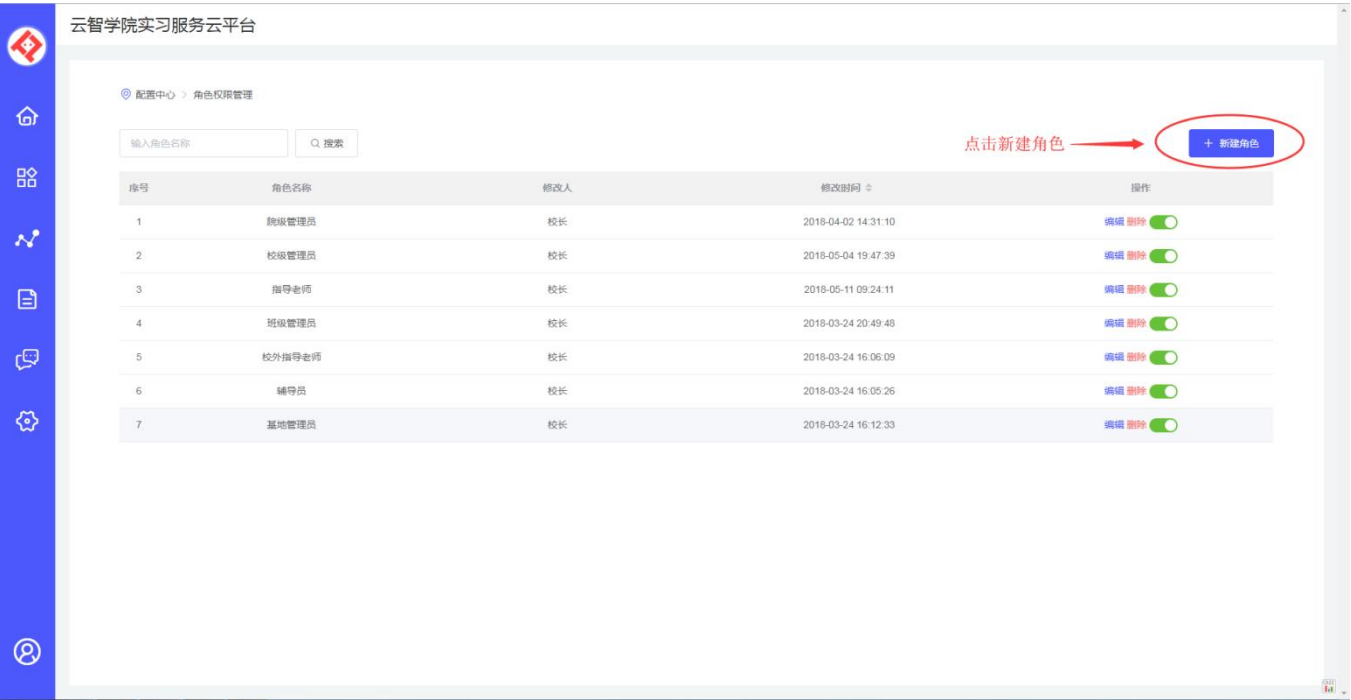 云智学院实习服务云平台
配置中心 > 角色权限管理
输入角色名称 搜索 点击新建角色 + 新建角色
序号 角色名称 修改人 修改时间 操作
1 院级管理员 校长 2018-04-02 14:31:10 编辑 删除
2 校级管理员 校长 2018-05-04 19:47:39 编辑 删除
3 指导老师 校长 2018-05-11 09:24:11 编辑 删除
4 班级管理员 校长 2018-03-24 20:49:48 编辑 删除
5 校外指导老师 校长 2018-03-24 16:06:09 编辑 删除
6 辅导员 校长 2018-03-24 16:05:26 编辑 删除
7 基地管理员 校长 2018-03-24 16:12:33 编辑 删除